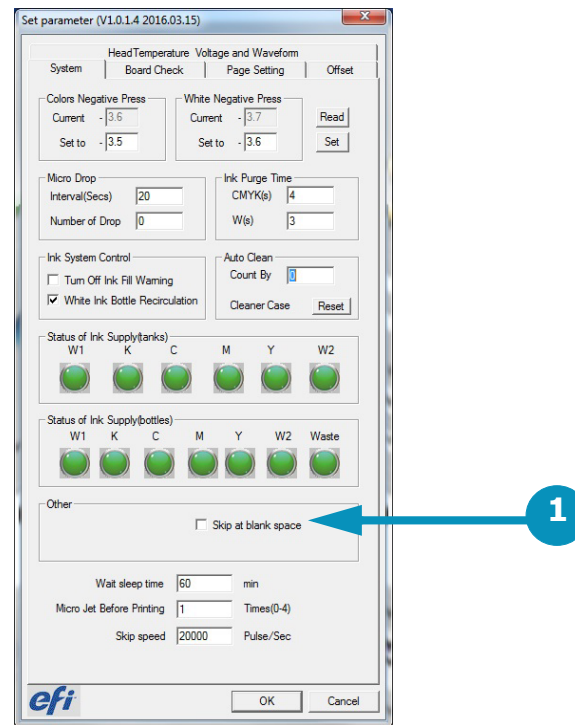 Set parameter (V1.0.1.4 2016.03.15)
HeadTemperature Voltage and Waveform
System Board Check Page Setting Offset
Colors Negative Press White Negative Press
Current - 3.6 Current - 3.7 Read
Set to - 3.5 Set to - 3.6 Set
Micro Drop Ink Purge Time
Interval(Secs) 20 CMYK(s) 4
Number of Drop 0 W(s) 3
Ink System Control Auto Clean
Turn Off Ink Fill Warning Count By 0
White Ink Bottle Recirculation Cleaner Case Reset
Status of Ink Supply(tanks)
W1 K C M Y W2
Status of Ink Supply(bottles)
W1 K C M Y W2 Waste
Other
Skip at blank space 1
Wait sleep time 60 min
Micro Jet Before Printing 1 Times(0-4)
Skip speed 20000 Pulse/Sec
efi OK Cancel